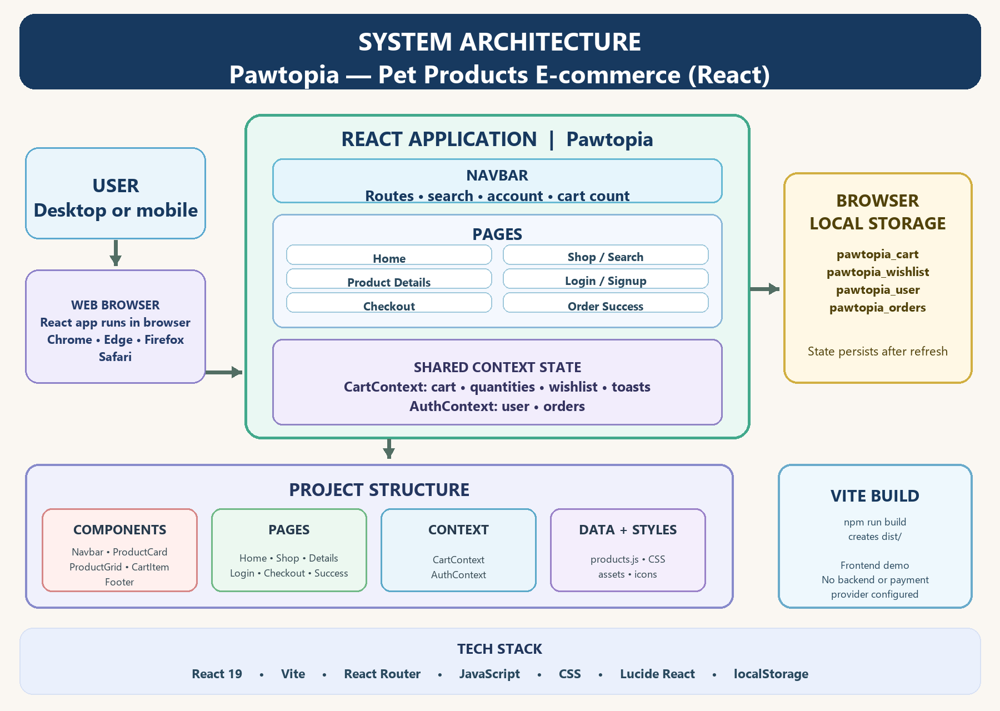 SYSTEM ARCHITECTURE
Pawtopia — Pet Products E-commerce (React)
USER
Desktop or mobile
WEB BROWSER
React app runs in browser
Chrome • Edge • Firefox
Safari
REACT APPLICATION | Pawtopia
NAVBAR
Routes • search • account • cart count
PAGES
Home
Shop / Search
Product Details
Login / Signup
Checkout
Order Success
SHARED CONTEXT STATE
CartContext: cart • quantities • wishlist • toasts
AuthContext: user • orders
BROWSER
LOCAL STORAGE
pawtopia_cart
pawtopia_wishlist
pawtopia_user
pawtopia_orders
State persists after refresh
PROJECT STRUCTURE
COMPONENTS
Navbar • ProductCard
ProductGrid • CartItem
Footer
PAGES
Home • Shop • Details
Login • Checkout • Success
CONTEXT
CartContext
AuthContext
DATA + STYLES
products.js • CSS
assets • icons
VITE BUILD
npm run build
creates dist/
Frontend demo
No backend or payment
provider configured
TECH STACK
React 19 • Vite • React Router • JavaScript • CSS • Lucide React • localStorage